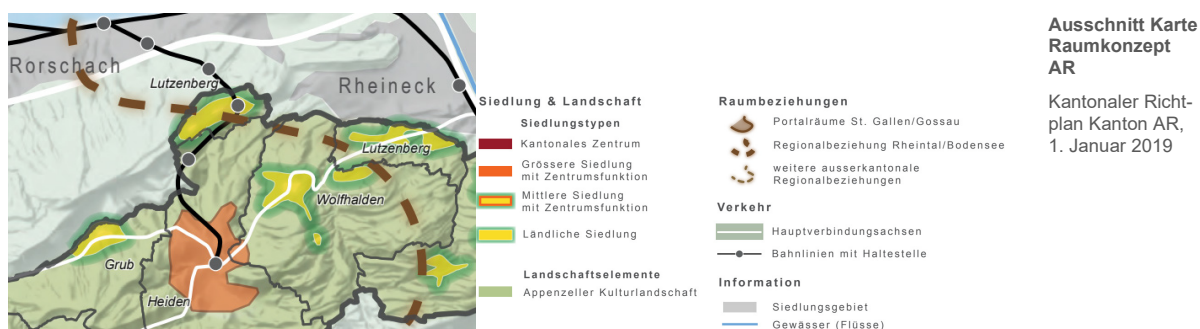 Rorschach
Lutzenberg
Rheineck
Lutzenberg
Wolfhalden
Grub
Heiden
Siedlung & Landschaft
Siedlungstypen
Kantonales Zentrum
Grössere Siedlung
mit Zentrumsfunktion
Mittlere Siedlung
mit Zentrumsfunktion
Ländliche Siedlung
Landschaftselemente
Appenzeller Kulturlandschaft
Raumbeziehungen
Portalräume St. Gallen/Gossau
Regionalbeziehung Rheintal/Bodensee
weitere ausserkantonale
Regionalbeziehungen
Verkehr
Hauptverbindungsachsen
Bahnlinien mit Haltestelle
Information
Siedlungsgebiet
Gewässer (Flüsse)
Ausschnitt Karte
Raumkonzept
AR
Kantonaler Richt-
plan Kanton AR,
1. Januar 2019